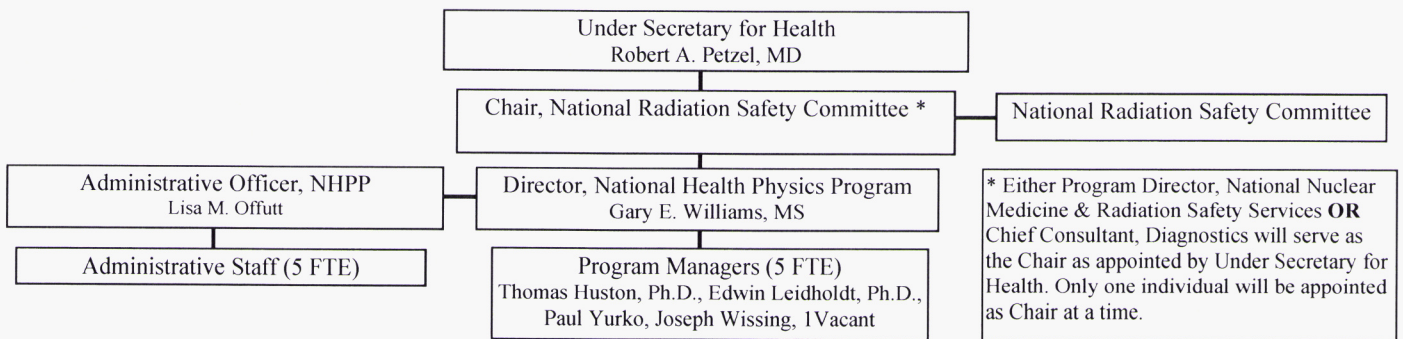 Under Secretary for Health
Robert A. Petzel, MD
Chair, National Radiation Safety Committee *
National Radiation Safety Committee
Administrative Officer, NHPP
Lisa M. Offutt
Director, National Health Physics Program
Gary E. Williams, MS
Administrative Staff (5 FTE)
Program Managers (5 FTE)
Thomas Huston, Ph.D., Edwin Leidholdt, Ph.D.,
Paul Yurko, Joseph Wissing, 1Vacant
* Either Program Director, National Nuclear
Medicine & Radiation Safety Services OR
Chief Consultant, Diagnostics will serve as
the Chair as appointed by Under Secretary for
Health. Only one individual will be appointed
as Chair at a time.